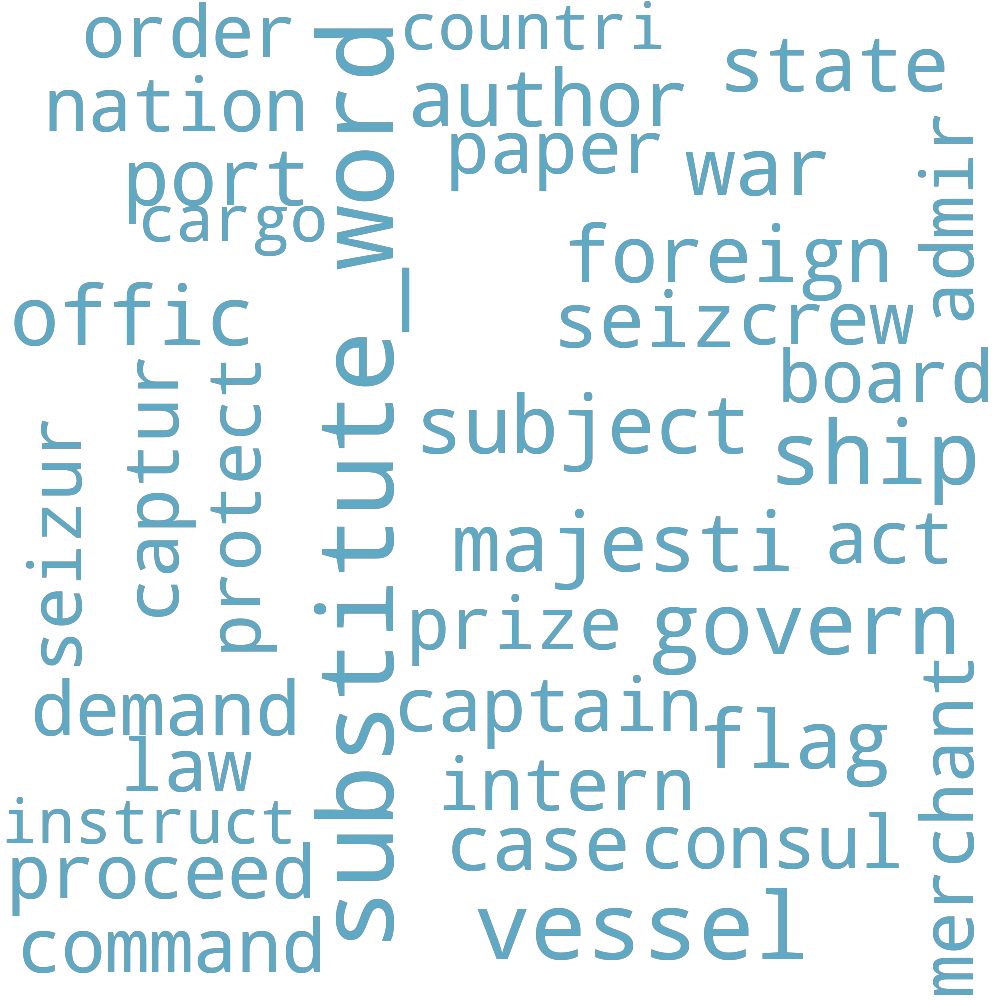 order
countri
state
nation
author
paper
war
port
cargo
admir
substitute_word
foreign
offic
seiz
crew
board
captur
protect
subject
ship
seizur
majesti
act
prize
govern
demand
captain
flag
merchant
law
intern
instruct
case
consul
proceed
vessel
command